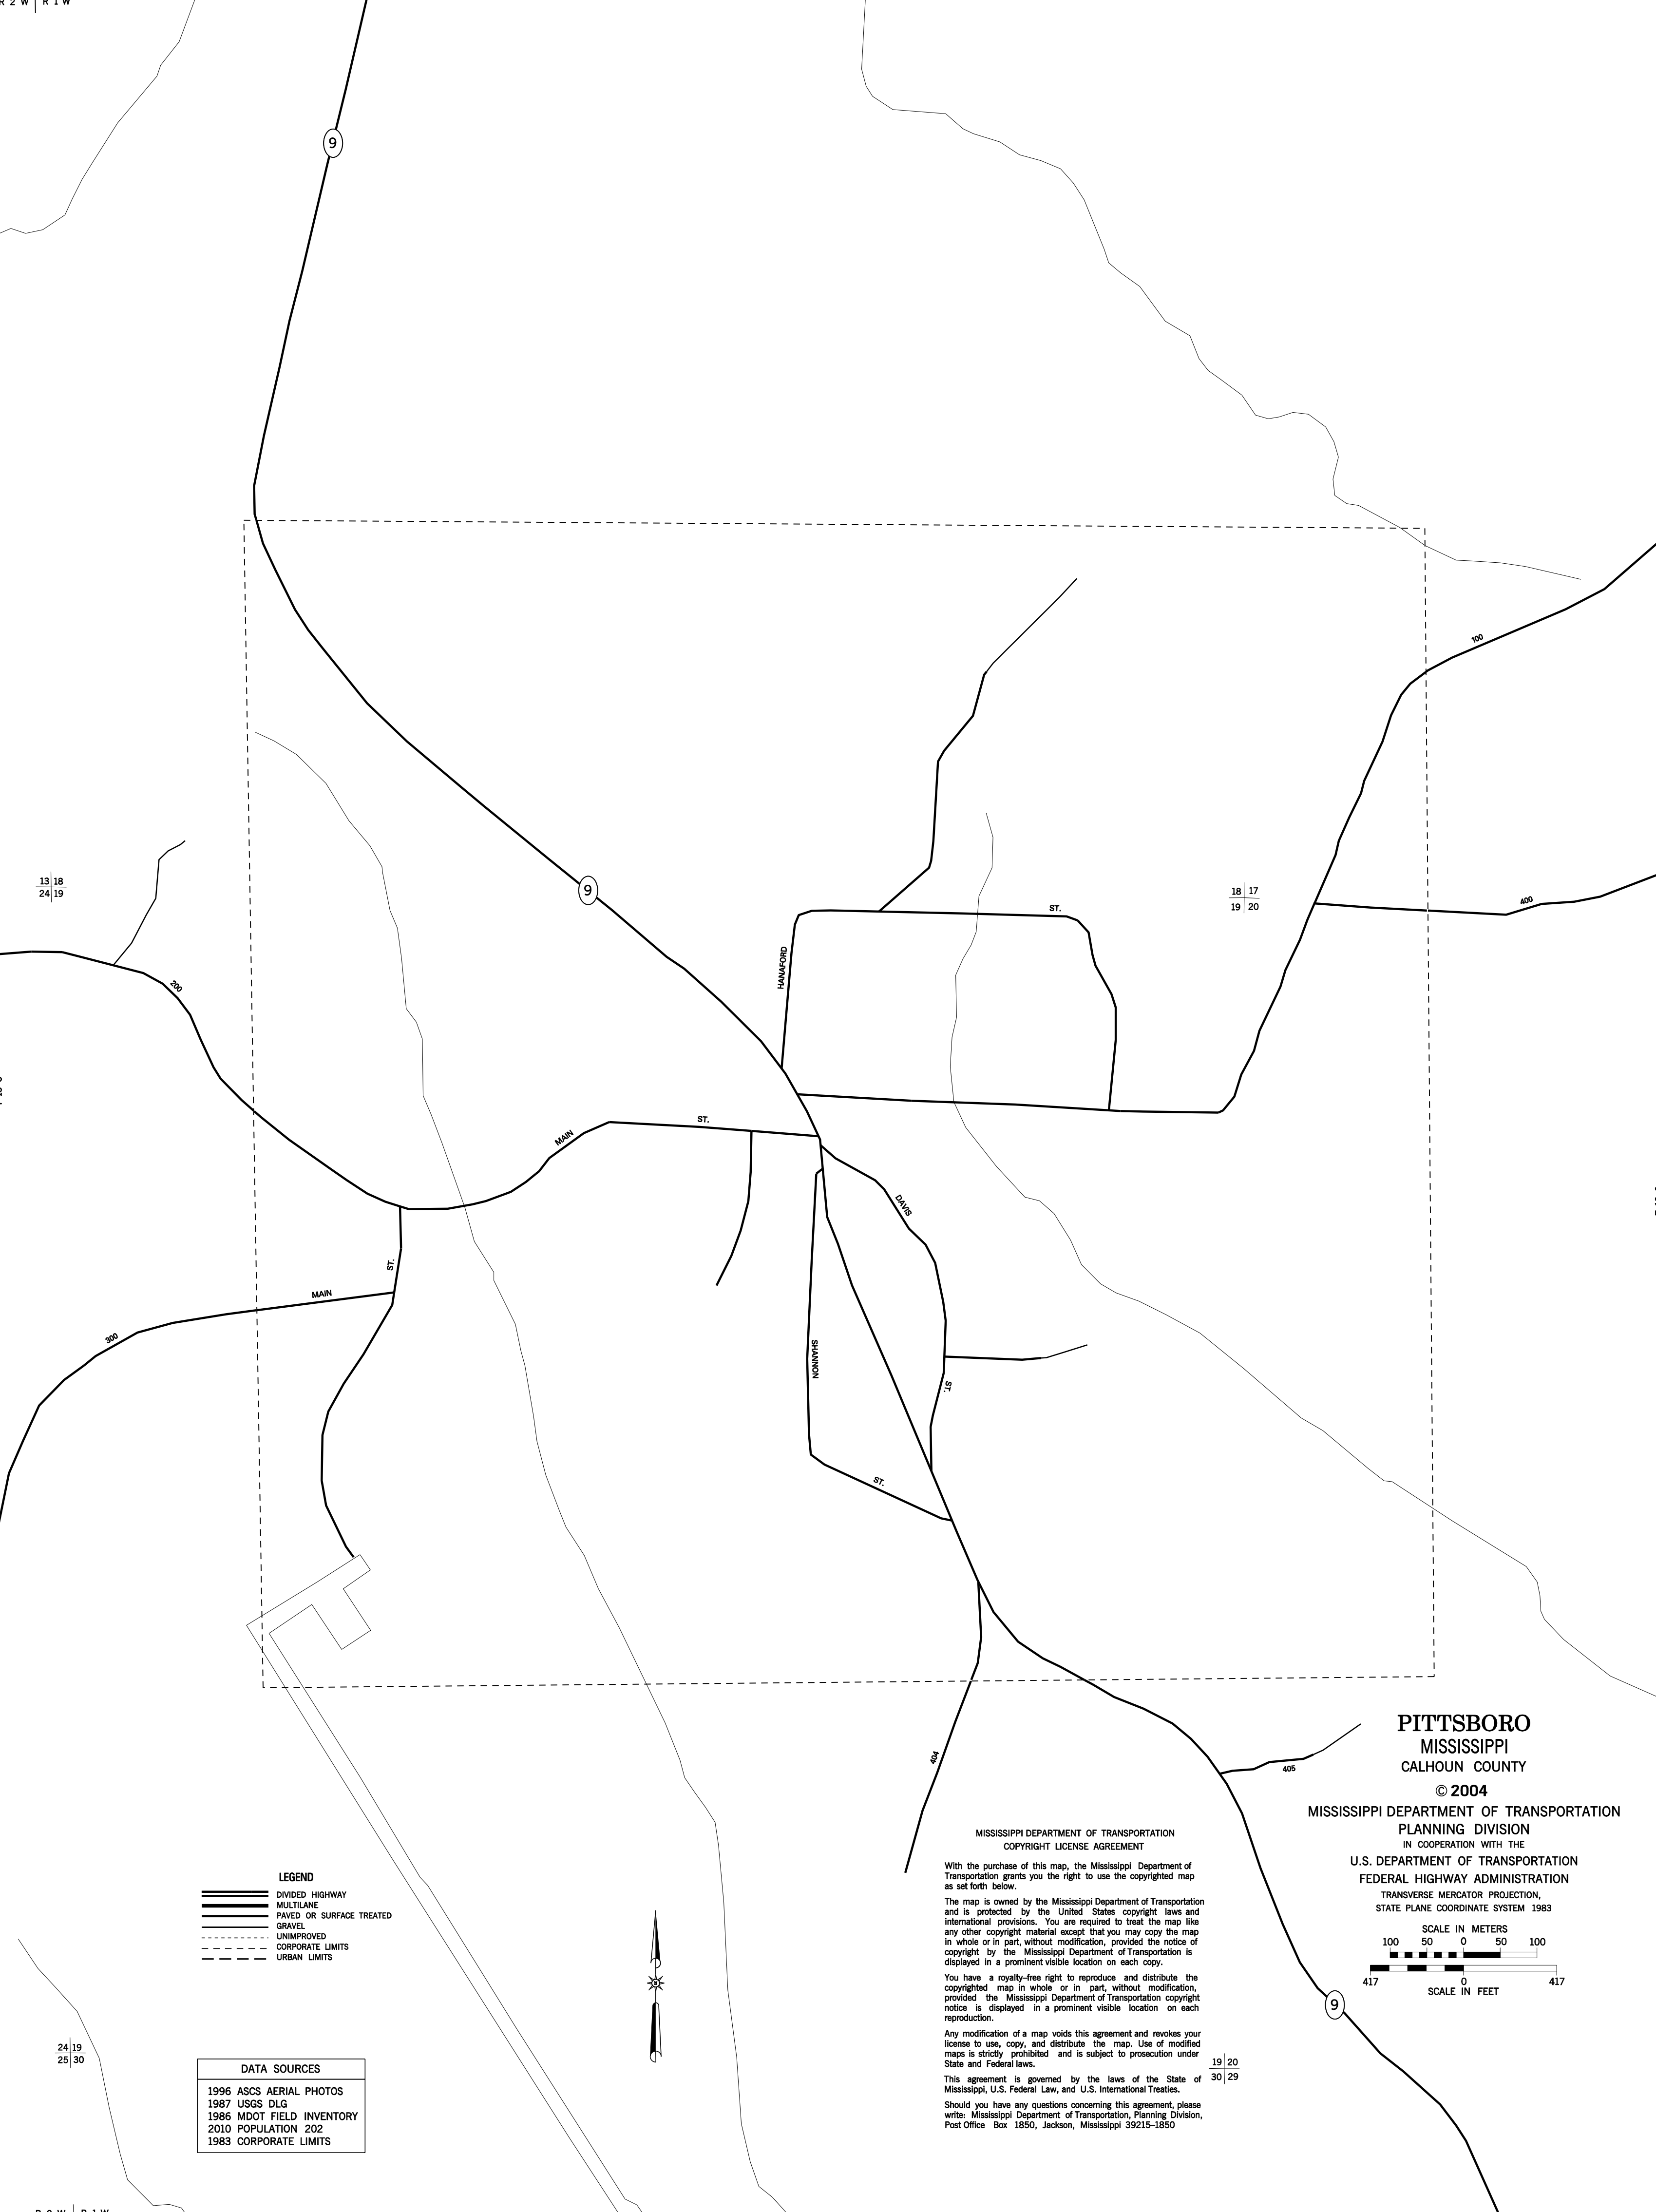 R 2 W R 1 W
9
100
9
13 18
24 19
18 17
19 20
400
ST.
HANAFORD
200
MAIN ST.
DAVIS ST.
ST.
MAIN
300
SHANNON ST.
404
405
PITTSBORO
MISSISSIPPI
CALHOUN COUNTY
© 2004
MISSISSIPPI DEPARTMENT OF TRANSPORTATION
PLANNING DIVISION
IN COOPERATION WITH THE
U.S. DEPARTMENT OF TRANSPORTATION
FEDERAL HIGHWAY ADMINISTRATION
TRANSVERSE MERCATOR PROJECTION,
STATE PLANE COORDINATE SYSTEM 1983
SCALE IN METERS
100 50 0 50 100
417 0 417
SCALE IN FEET
9
MISSISSIPPI DEPARTMENT OF TRANSPORTATION
COPYRIGHT LICENSE AGREEMENT
With the purchase of this map, the Mississippi Department of
Transportation grants you the right to use the copyrighted map
as set forth below.
The map is owned by the Mississippi Department of Transportation
and is protected by the United States copyright laws and
international provisions. You are required to treat the map like
any other copyright material except that you may copy the map
in whole or in part, without modification, provided the notice of
copyright by the Mississippi Department of Transportation is
displayed in a prominent visible location on each copy.
You have a royalty-free right to reproduce and distribute the
copyrighted map in whole or in part, without modification,
provided the Mississippi Department of Transportation copyright
notice is displayed in a prominent visible location on each
reproduction.
Any modification of a map voids this agreement and revokes your
license to use, copy, and distribute the map. Use of modified
maps is strictly prohibited and is subject to prosecution under
State and Federal laws.
This agreement is governed by the laws of the State of
Mississippi, U.S. Federal Law, and U.S. International Treaties.
Should you have any questions concerning this agreement, please
write: Mississippi Department of Transportation, Planning Division,
Post Office Box 1850, Jackson, Mississippi 39215-1850
19 20
30 29
LEGEND
DIVIDED HIGHWAY
MULTILANE
PAVED OR SURFACE TREATED
GRAVEL
UNIMPROVED
CORPORATE LIMITS
URBAN LIMITS
24 19
25 30
DATA SOURCES
1996 ASCS AERIAL PHOTOS
1987 USGS DLG
1986 MDOT FIELD INVENTORY
2010 POPULATION 202
1983 CORPORATE LIMITS